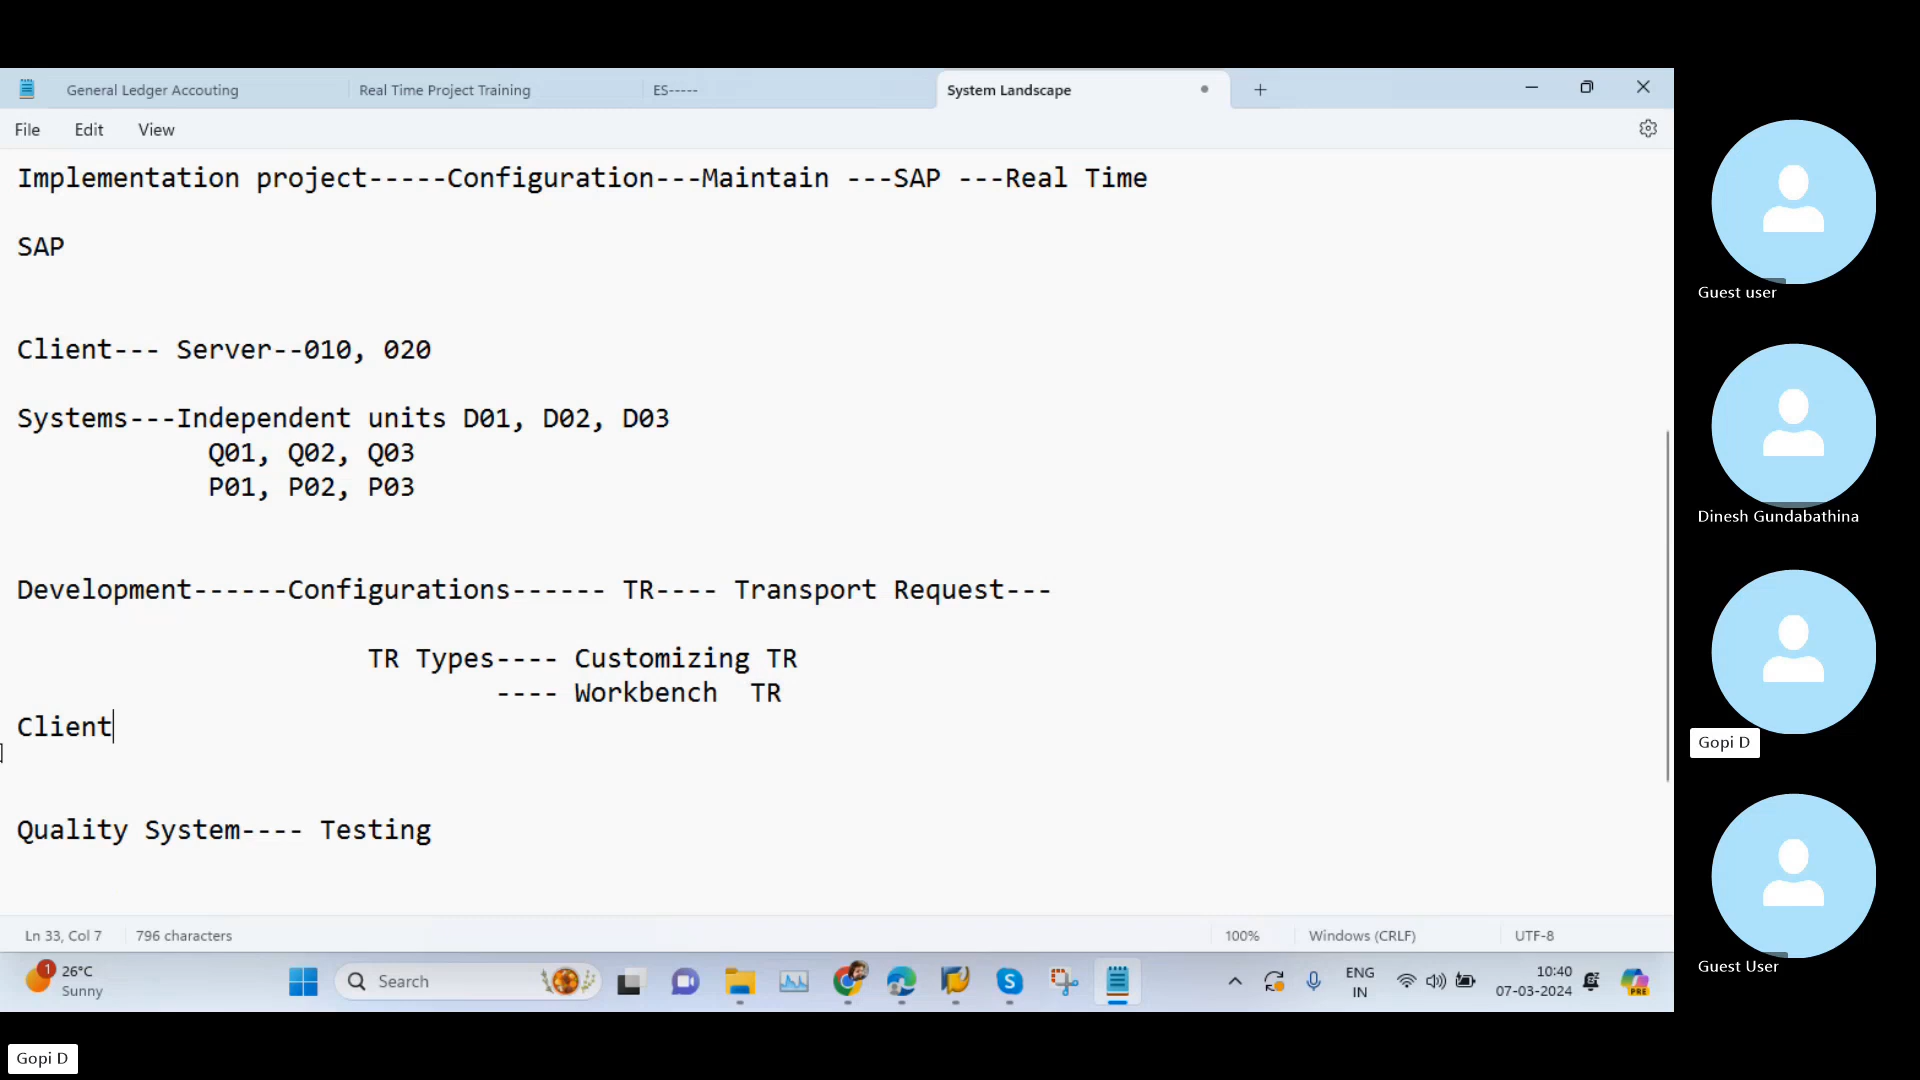 General Ledger Accouting
Real Time Project Training
ES-----
System Landscape
File
Edit
View
Implementation project-----Configuration---Maintain ---SAP ---Real Time
SAP
Client--- Server--010, 020
Systems---Independent units D01, D02, D03
Q01, Q02, Q03
P01, P02, P03
Development------Configurations------ TR---- Transport Request---
TR Types---- Customizing TR
---- Workbench  TR
Client
Quality System---- Testing
Ln 33, Col 7
796 characters
100%
Windows (CRLF)
UTF-8
1
26°C
Sunny
Search
ENG
IN
10:40
07-03-2024
PRE
Guest user
Dinesh Gundabathina
Gopi D
Guest User
Gopi D